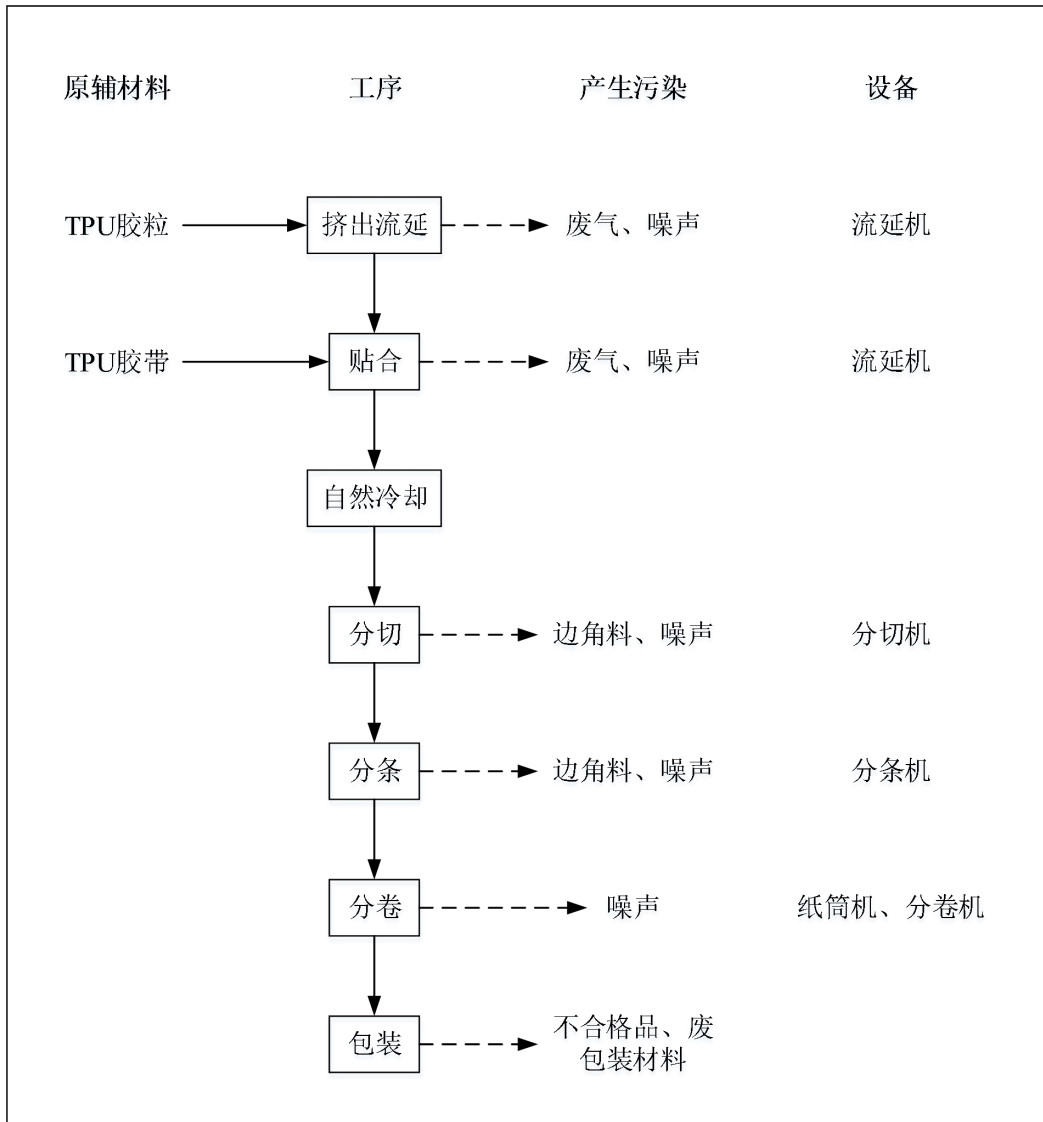 原辅材料 工序 产生污染 设备
TPU胶粒 挤出流延 废气、噪声 流延机
TPU胶带 贴合 废气、噪声 流延机
自然冷却
分切 边角料、噪声 分切机
分条 边角料、噪声 分条机
分卷 噪声 纸筒机、分卷机
包装 不合格品、废
包装材料